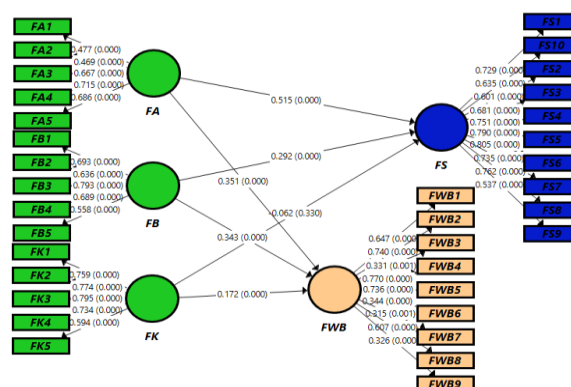 FA1
FA2
FA3
FA4
FA5
0.477 (0.000)
0.469 (0.000)
0.667 (0.000)
0.715 (0.000)
0.686 (0.000)
FA
FB1
FB2
FB3
FB4
FB5
0.693 (0.000)
0.636 (0.000)
0.793 (0.000)
0.689 (0.000)
0.558 (0.000)
FB
FK1
FK2
FK3
FK4
FK5
0.759 (0.000)
0.774 (0.000)
0.795 (0.000)
0.734 (0.000)
0.594 (0.000)
FK
0.515 (0.000)
0.292 (0.000)
0.351 (0.000)
-0.062 (0.330)
0.343 (0.000)
0.172 (0.000)
FS
0.729 (0.000)
0.635 (0.000)
0.601 (0.000)
0.681 (0.000)
0.751 (0.000)
0.790 (0.000)
0.805 (0.000)
0.735 (0.000)
0.762 (0.000)
0.537 (0.000)
FS1
FS10
FS2
FS3
FS4
FS5
FS6
FS7
FS8
FS9
FWB
0.647 (0.000)
0.740 (0.000)
0.331 (0.001)
0.770 (0.000)
0.736 (0.000)
0.344 (0.000)
0.315 (0.001)
0.607 (0.000)
0.326 (0.000)
FWB1
FWB2
FWB3
FWB4
FWB5
FWB6
FWB7
FWB8
FWB9